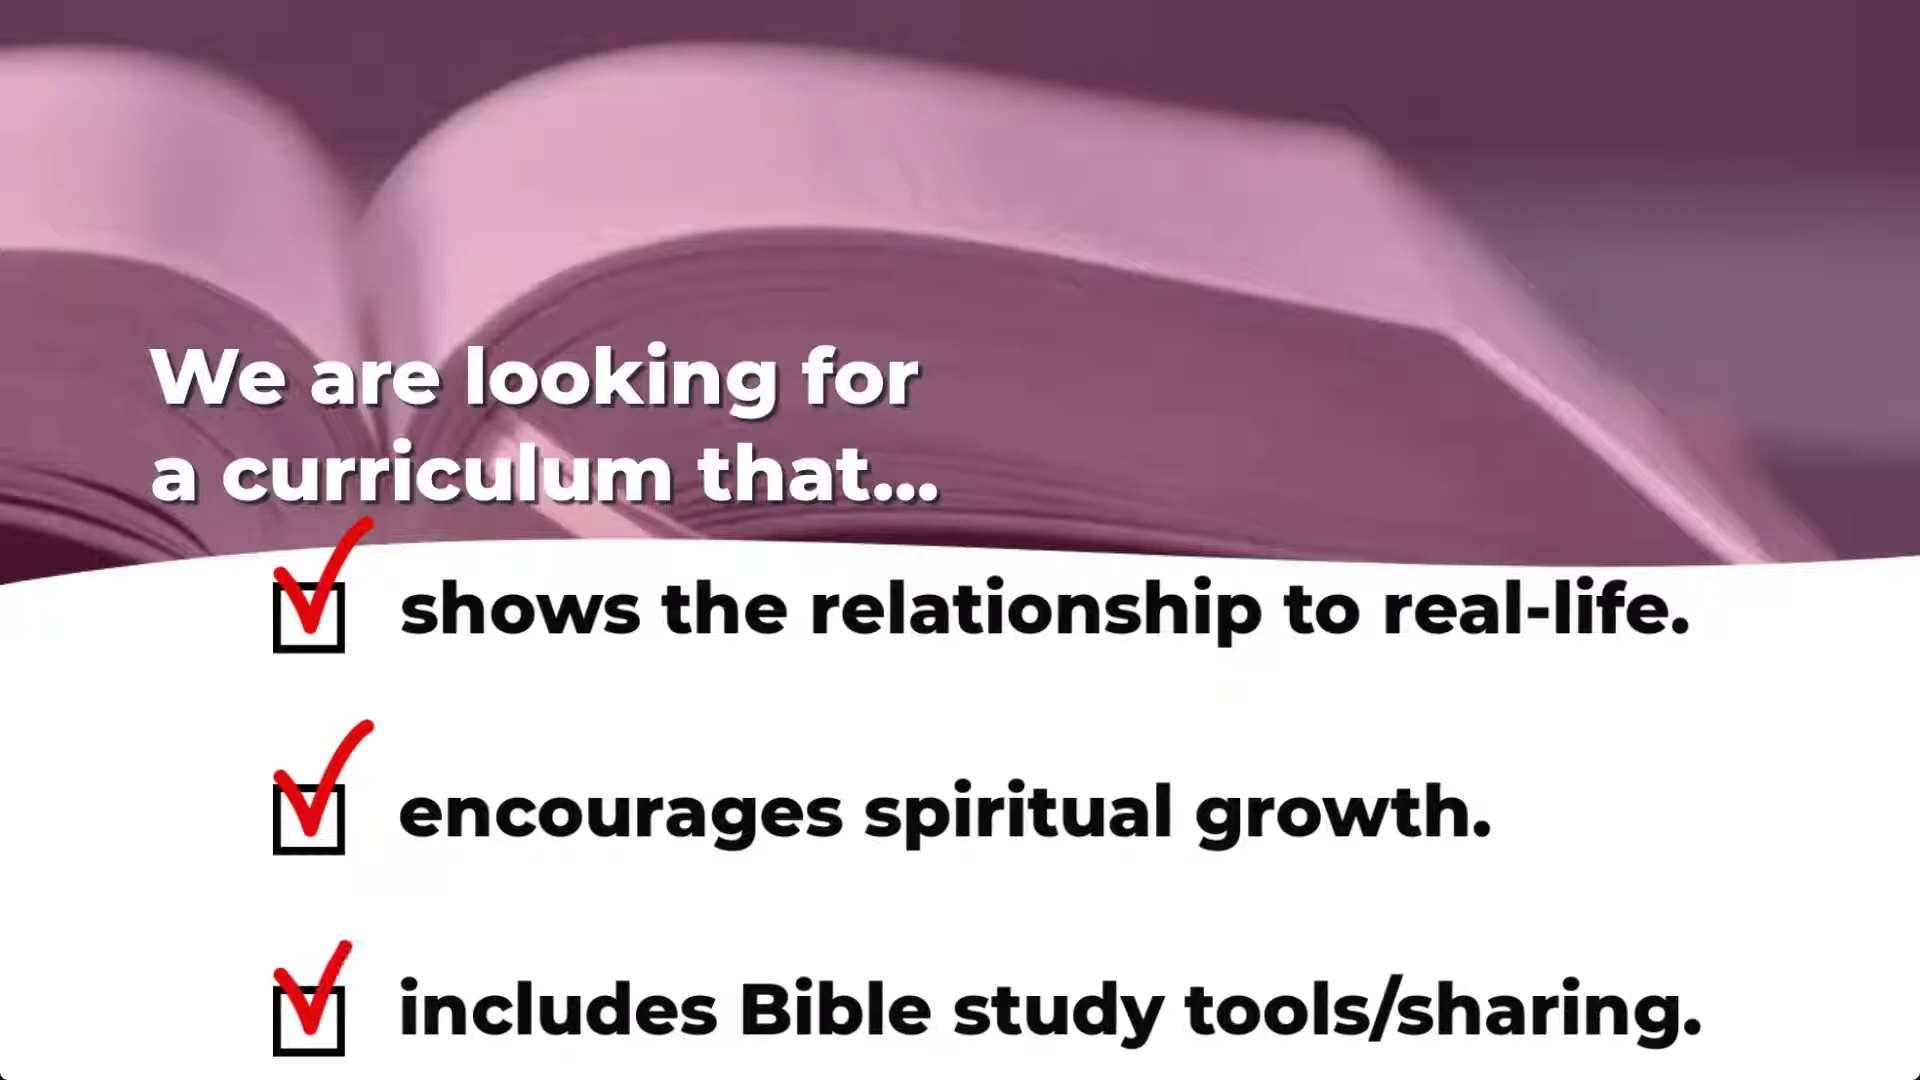 We are looking for
a curriculum that...
shows the relationship to real-life.
encourages spiritual growth.
includes Bible study tools/sharing.